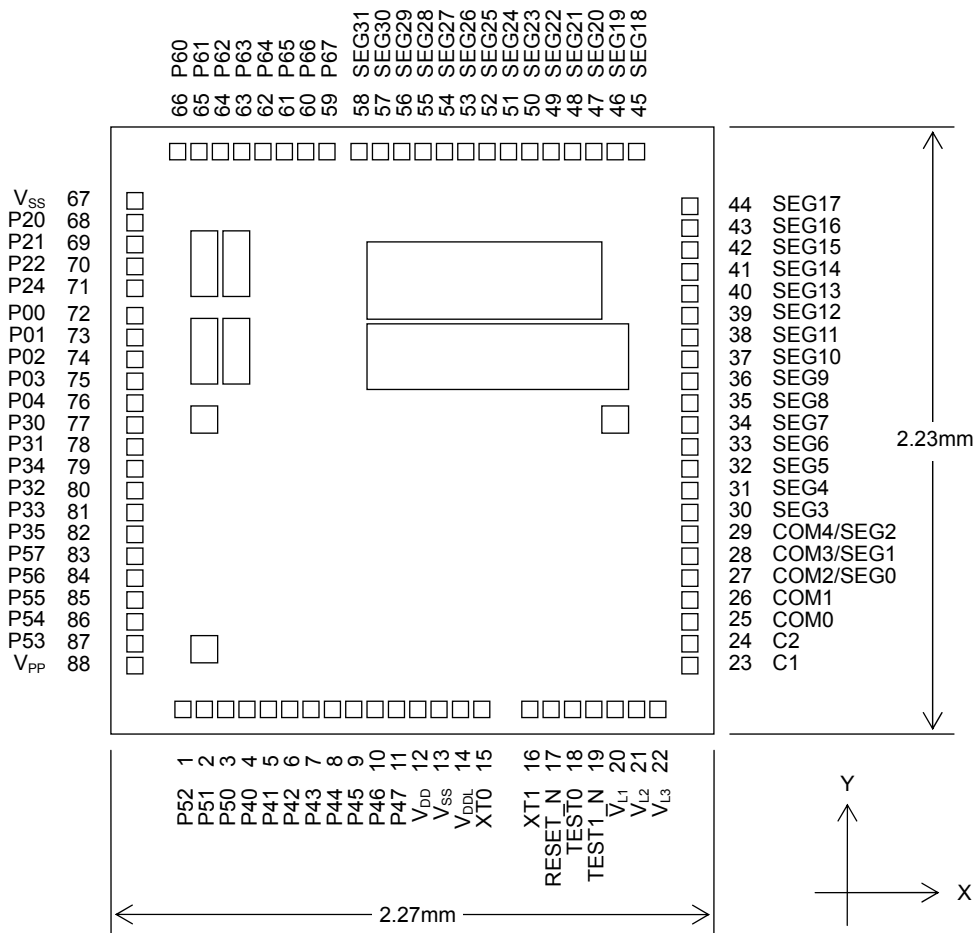 66 P60
65 P61
64 P62
63 P63
62 P64
61 P65
60 P66
59 P67
58 SEG31
57 SEG30
56 SEG29
55 SEG28
54 SEG27
53 SEG26
52 SEG25
51 SEG24
50 SEG23
49 SEG22
48 SEG21
47 SEG20
46 SEG19
45 SEG18
VSS 67
P20 68
P21 69
P22 70
P24 71
P00 72
P01 73
P02 74
P03 75
P04 76
P30 77
P31 78
P34 79
P32 80
P33 81
P35 82
P57 83
P56 84
P55 85
P54 86
P53 87
VPP 88
44 SEG17
43 SEG16
42 SEG15
41 SEG14
40 SEG13
39 SEG12
38 SEG11
37 SEG10
36 SEG9
35 SEG8
34 SEG7
33 SEG6
32 SEG5
31 SEG4
30 SEG3
29 COM4/SEG2
28 COM3/SEG1
27 COM2/SEG0
26 COM1
25 COM0
24 C2
23 C1
2.23mm
P52 1
P51 2
P50 3
P40 4
P41 5
P42 6
P43 7
P44 8
P45 9
P46 10
P47 11
VDD 12
VSS 13
VDDL 14
XT0 15
XT1 16
RESET_N 17
TEST0 18
TEST1_N 19
VL1 20
VL2 21
VL3 22
2.27mm
Y
X